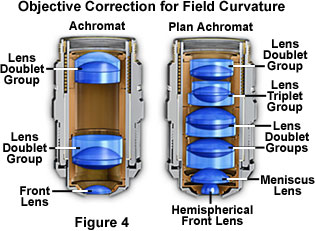 Objective Correction for Field Curvature
Achromat
Plan Achromat
Lens
Doublet
Group
Lens
Doublet
Group
Front
Lens
Lens
Doublet
Group
Lens
Triplet
Group
Lens
Doublet
Groups
Meniscus
Lens
Hemispherical
Front Lens
Figure 4